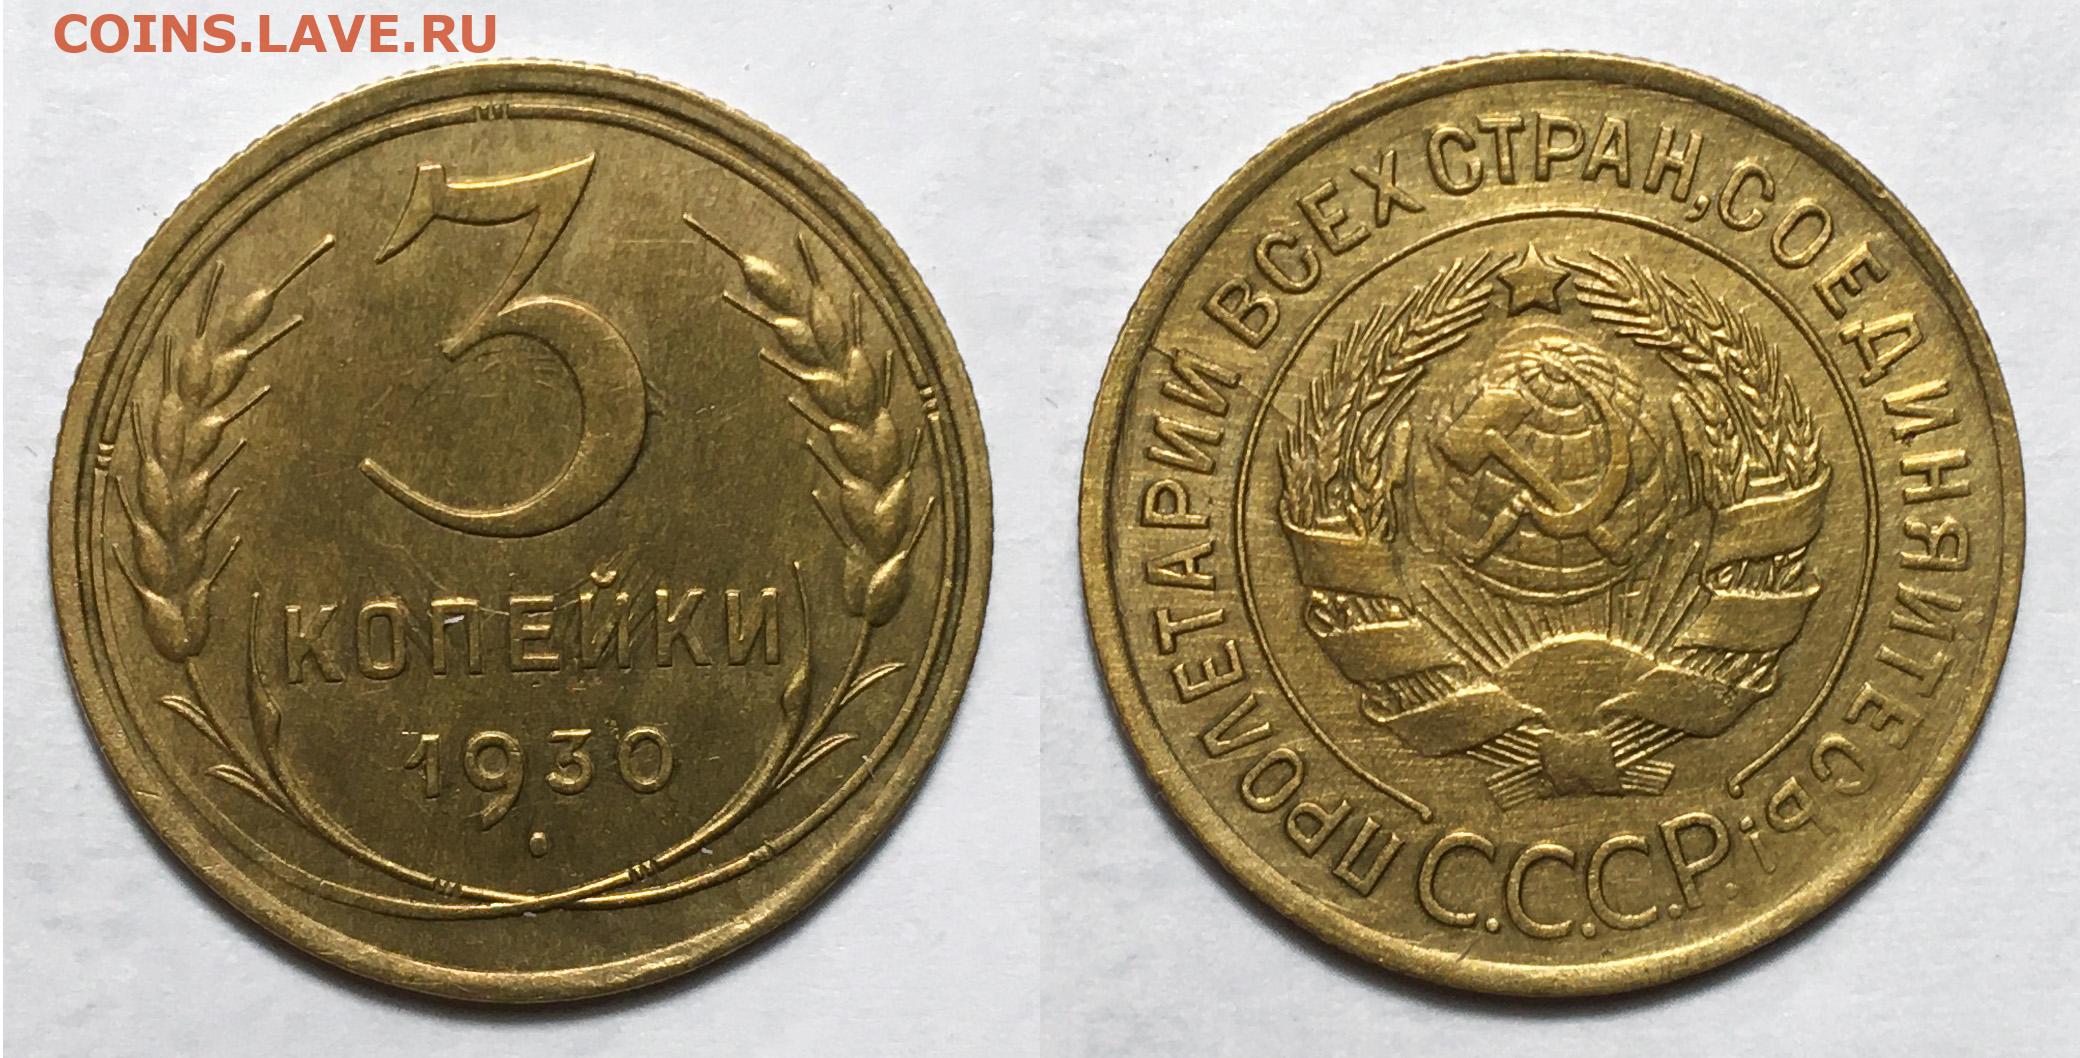 COINS.LAVE.RU
3
КОПЕЙКИ
1930
ПРОЛЕТАРИИ ВСЕХ СТРАН, СОЕДИНЯЙТЕСЬ!
С.С.С.Р.